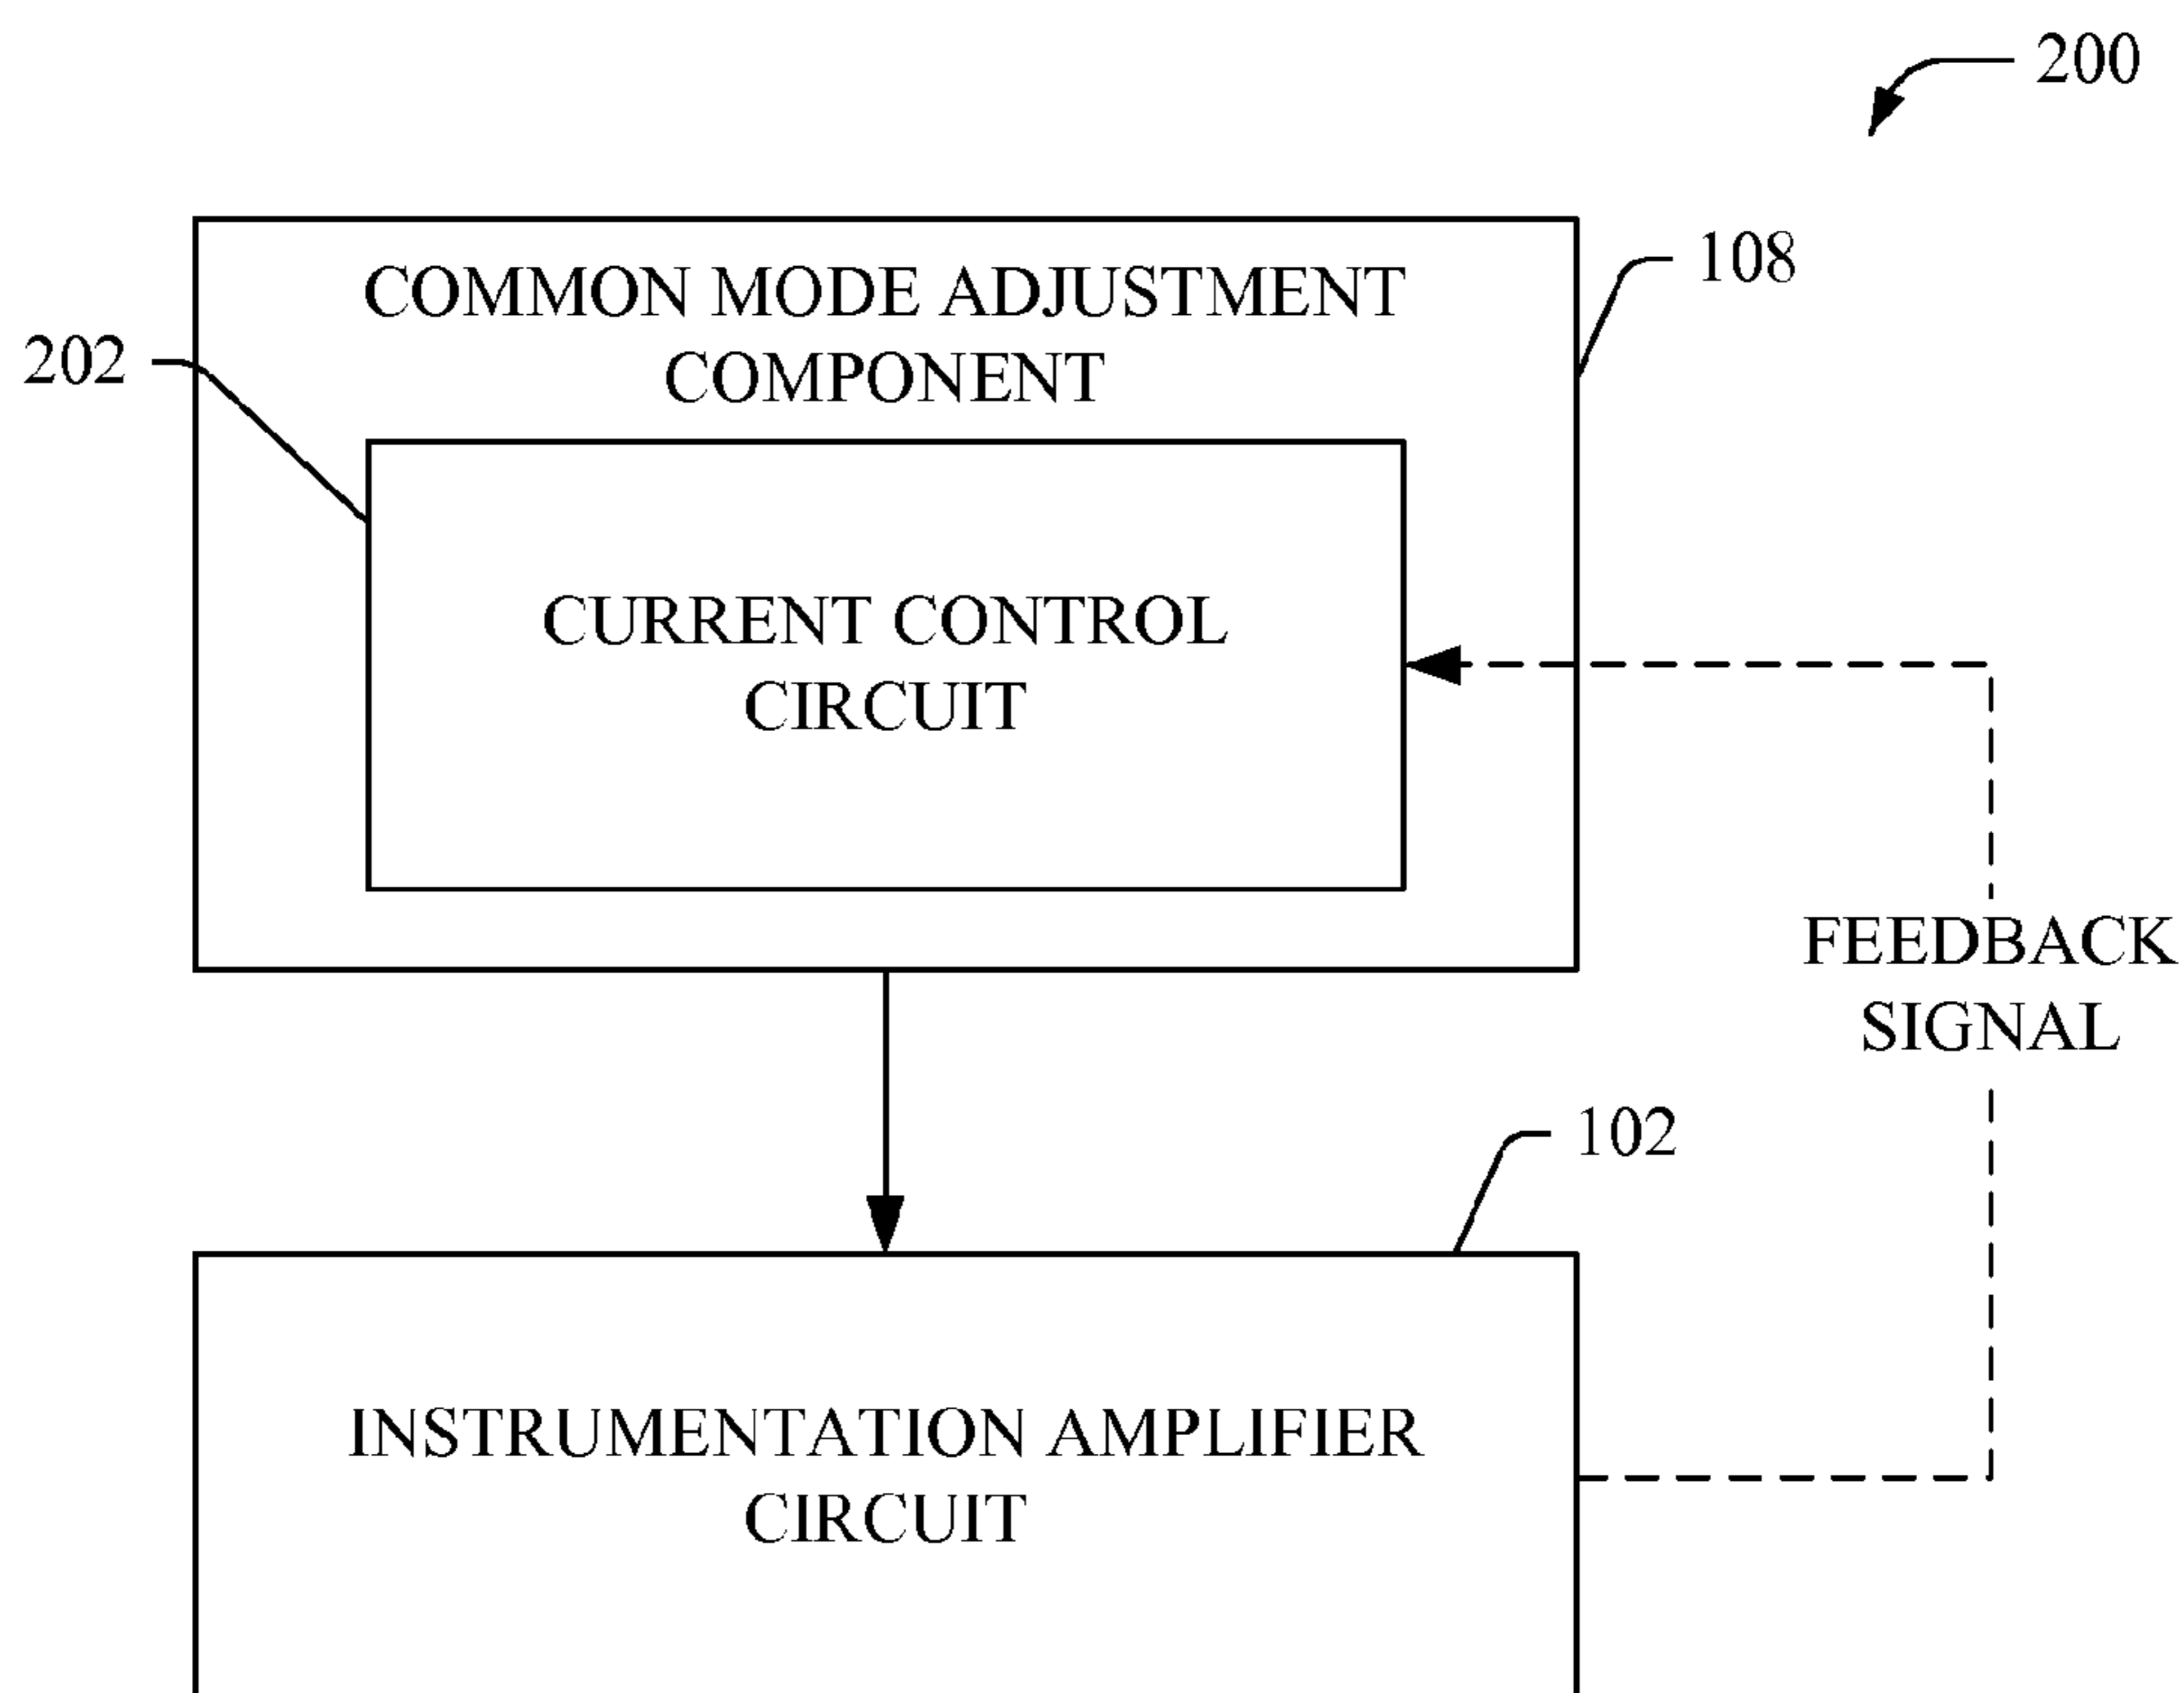 200
108
COMMON MODE ADJUSTMENT
COMPONENT
202
CURRENT CONTROL
CIRCUIT
FEEDBACK
SIGNAL
102
INSTRUMENTATION AMPLIFIER
CIRCUIT